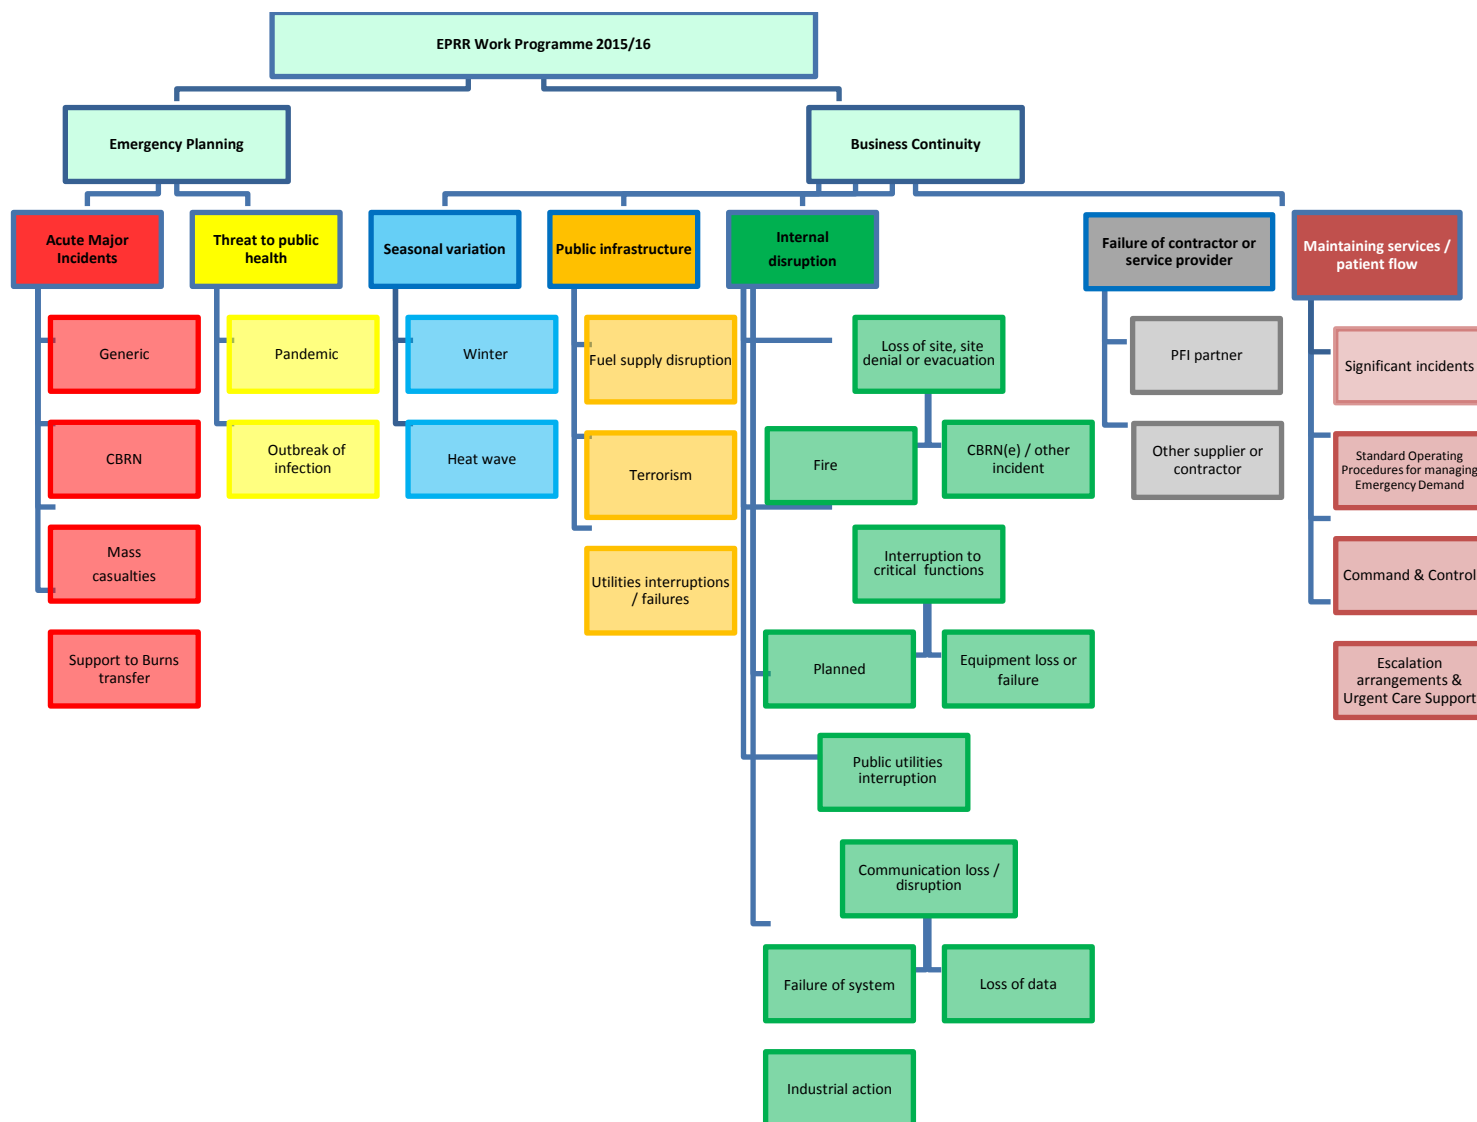 EPRR Work Programme 2015/16
Emergency Planning
Business Continuity
Acute Major
Incidents
Threat to public
health
Seasonal variation
Public infrastructure
Internal
disruption
Failure of contractor or
service provider
Maintaining services /
patient flow
Generic
CBRN
Mass
casualties
Support to Burns
transfer
Pandemic
Outbreak of
infection
Winter
Heat wave
Fuel supply disruption
Terrorism
Utilities interruptions
/ failures
Loss of site, site
denial or evacuation
Fire
CBRN(e) / other
incident
Interruption to
critical functions
Planned
Equipment loss or
failure
Public utilities
interruption
Communication loss /
disruption
Failure of system
Loss of data
Industrial action
PFI partner
Other supplier or
contractor
Significant incidents
Standard Operating
Procedures for managing
Emergency Demand
Command & Control
Escalation
arrangements &
Urgent Care Support